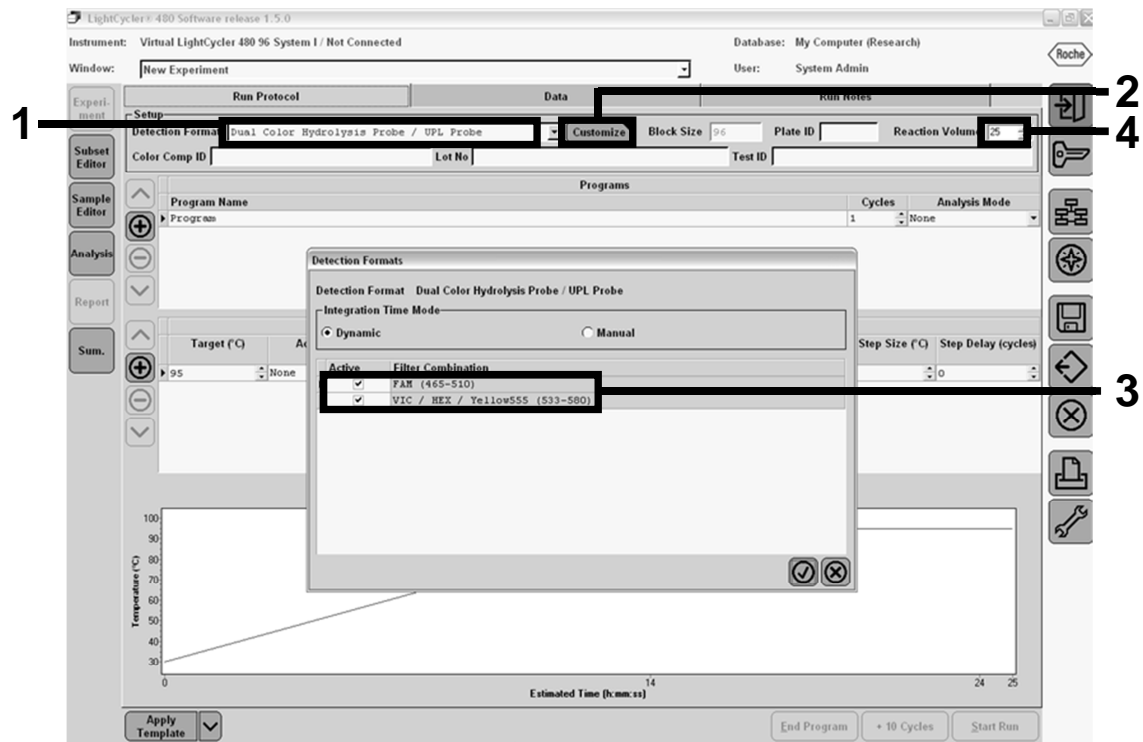 LightCycler® 480 Software release 1.5.0
Instrument: Virtual LightCycler 480 96 System I / Not Connected Database: My Computer (Research)
Window: New Experiment User: System Admin
Roche
Experi-
ment
Run Protocol Data Run Notes
2
1
Setup
Detection Format Dual Color Hydrolysis Probe / UPL Probe Customize Block Size 96 Plate ID Reaction Volume 25
4
Color Comp ID Lot No Test ID
Subset
Editor
Sample
Editor
Analysis
Report
Sum.
Programs
Program Name Cycles Analysis Mode
Program 1 None
Detection Formats
Detection Format Dual Color Hydrolysis Probe / UPL Probe
Integration Time Mode
Dynamic Manual
Target (°C) Step Size (°C) Step Delay (cycles)
95 None 0
Active Filter Combination
FAM (465-510)
VIC / HEX / Yellow555 (533-580)
3
Temperature (°C)
100
90
80
70
60
50
40
30
0 14 24 25
Estimated Time (h:mm:ss)
Apply
Template
End Program + 10 Cycles Start Run